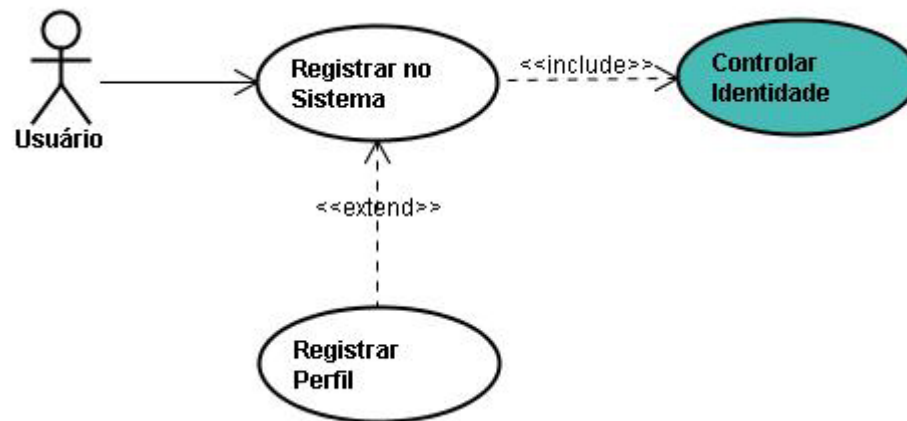 Registrar no
Sistema
<<include>>
Controlar
Identidade
Usuário
<<extend>>
Registrar
Perfil